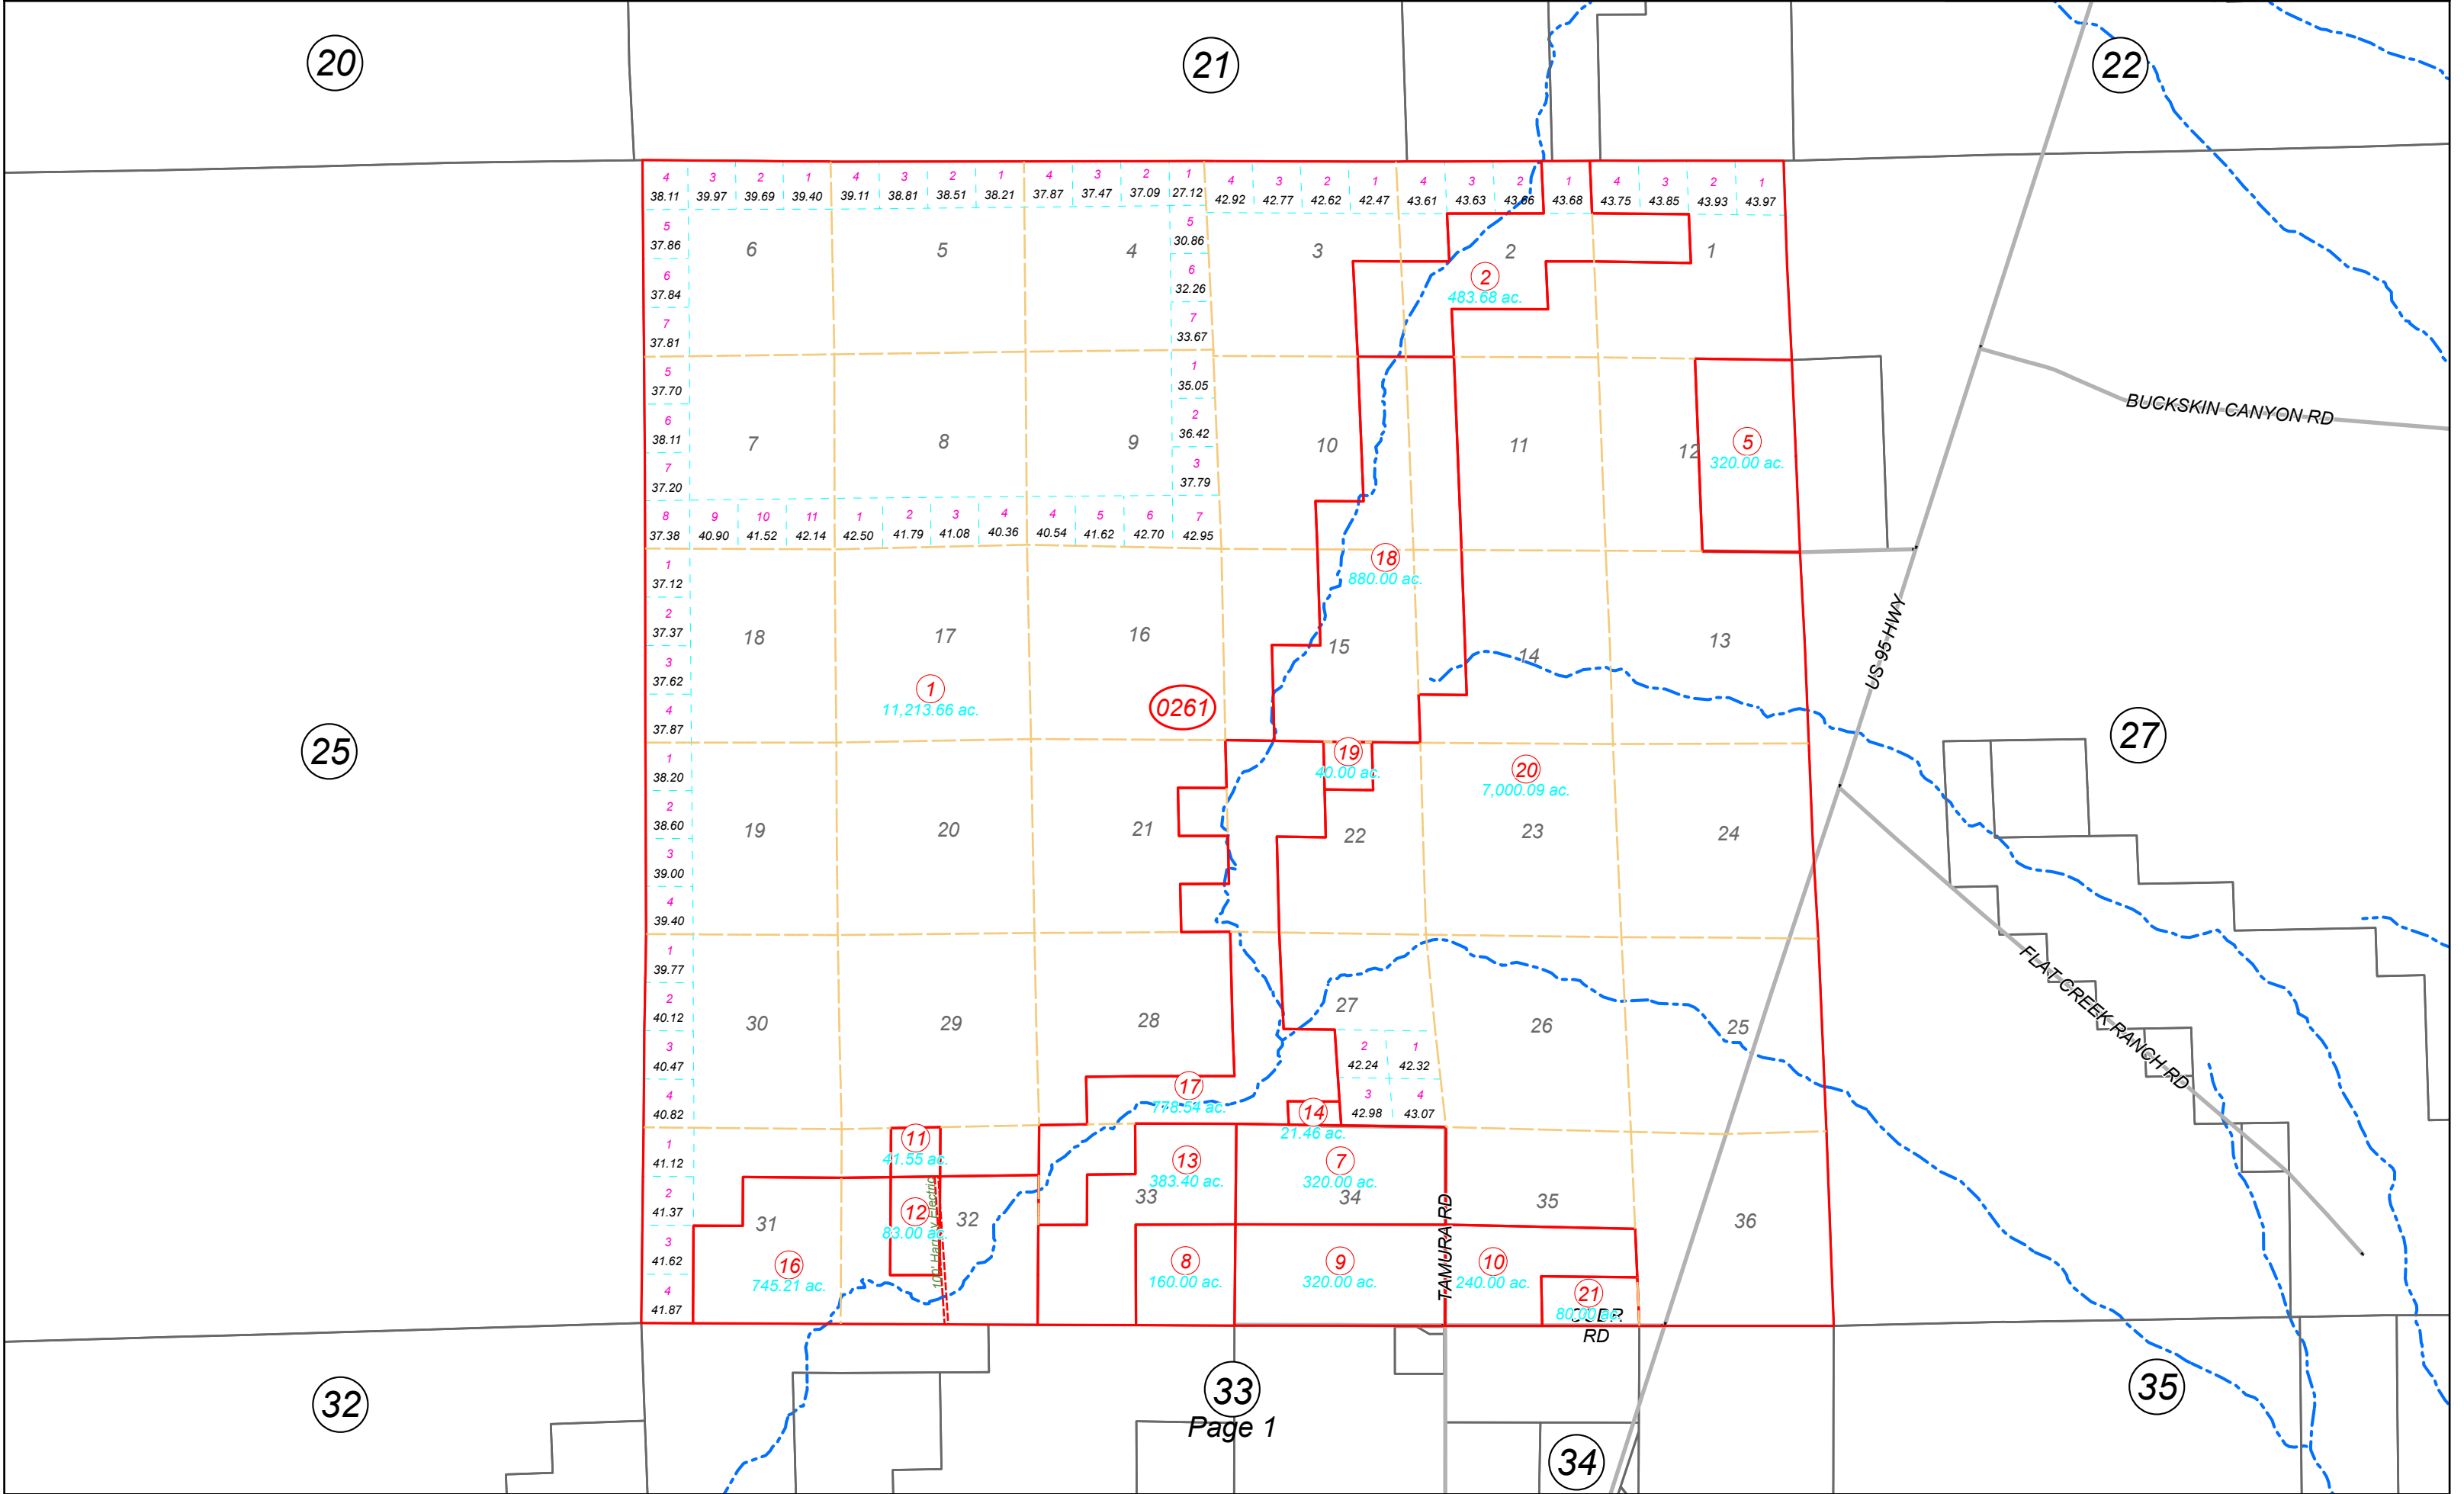 20
21
22
4 3 2 1 4 3 2 1 4 3 2 1 4 3 2 1 4 3 2 1 4 3 2 1
38.11 39.97 39.69 39.40 39.11 38.81 38.51 38.21 37.87 37.47 37.09 27.12 42.92 42.77 42.62 42.47 43.61 43.63 43.66 43.68 43.75 43.85 43.93 43.97
5 5
37.86 6 5 4 30.86 3 2 1
6 6 2
37.84 32.26 483.68 ac.
7 7
37.81 33.67
5 1
37.70 35.05
BUCKSKIN CANYON RD
6 2
38.11 7 8 9 36.42 10 11 12 5
320.00 ac.
7 3
37.20 37.79
8 9 10 11 1 2 3 4 4 5 6 7
37.38 40.90 41.52 42.14 42.50 41.79 41.08 40.36 40.54 41.62 42.70 42.95
18
880.00 ac.
1
37.12
2
37.37 18 17 16 15 14 13
US 95 HWY
3
37.62
1
11,213.66 ac.
0261
4
37.87
25
27
1
38.20
19
40.00 ac.
20
7,000.09 ac.
2
38.60 19 20 21 22 23 24
3
39.00
4
39.40
1
39.77
FLAT CREEK RANCH RD
2
40.12 30 29 28 27 26 25
3 2 1
40.47 42.24 42.32
4 3 4
40.82 42.98 43.07
17
778.54 ac.
14
21.46 ac.
1
41.12
11
41.55 ac.
13
383.40 ac.
7
320.00 ac.
2
41.37 31 32 33 34 35 36
12
83.00 ac.
100' Harney Electric
TAMURA RD
3
41.62
16
745.21 ac.
8
160.00 ac.
9
320.00 ac.
10
240.00 ac.
4
41.87
21
80.00 ac.
RD
32
33
Page 1
34
35